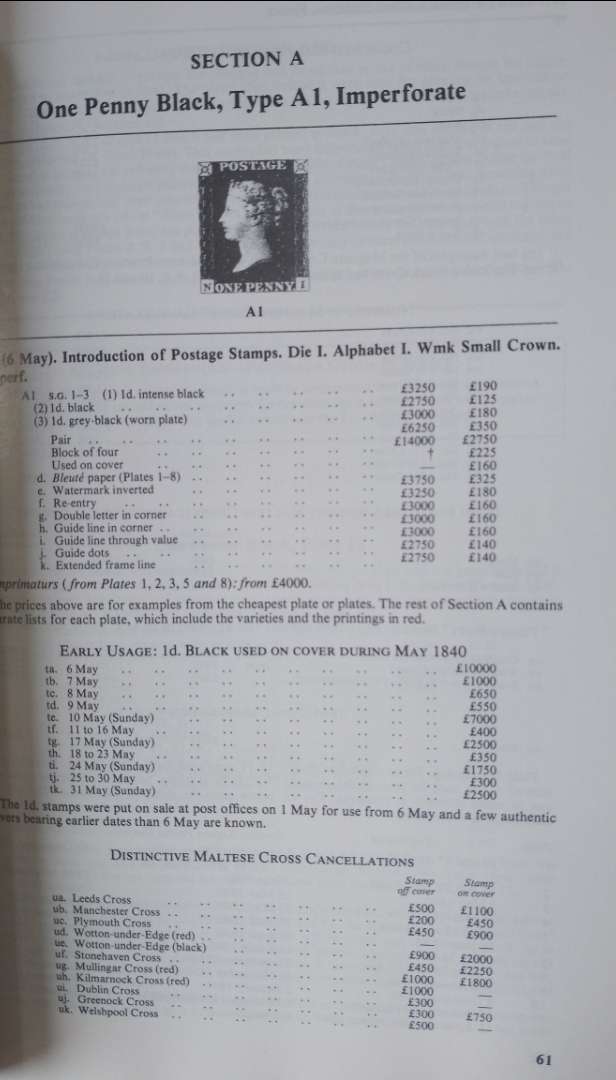 SECTION A
One Penny Black, Type A1, Imperforate
POSTAGE
N ONE PENNY I
A1
(6 May). Introduction of Postage Stamps. Die I. Alphabet I. Wmk Small Crown.
perf.
A1 S.G. 1–3 (1) 1d. intense black .. .. .. .. .. £3250 £190
(2) 1d. black .. .. .. .. .. .. .. £2750 £125
(3) 1d. grey-black (worn plate) .. .. .. .. .. £3000 £180
Pair .. .. .. .. .. .. .. .. £6250 £350
Block of four .. .. .. .. .. .. .. £14000 £2750
Used on cover .. .. .. .. .. .. .. † £225
d. Bleuté paper (Plates 1–8) .. .. .. .. .. .. — £160
e. Watermark inverted .. .. .. .. .. .. £3750 £325
f. Re-entry .. .. .. .. .. .. .. £3250 £180
g. Double letter in corner .. .. .. .. .. .. £3000 £160
h. Guide line in corner .. .. .. .. .. .. .. £3000 £160
i. Guide line through value .. .. .. .. .. .. £3000 £160
j. Guide dots .. .. .. .. .. .. .. .. £2750 £140
k. Extended frame line .. .. .. .. .. .. £2750 £140
mprimaturs (from Plates 1, 2, 3, 5 and 8): from £4000.
he prices above are for examples from the cheapest plate or plates. The rest of Section A contains
rate lists for each plate, which include the varieties and the printings in red.
EARLY USAGE: 1d. BLACK USED ON COVER DURING MAY 1840
ta. 6 May .. .. .. .. .. .. .. .. .. .. £10000
tb. 7 May .. .. .. .. .. .. .. .. .. .. £1000
tc. 8 May .. .. .. .. .. .. .. .. .. .. £650
td. 9 May .. .. .. .. .. .. .. .. .. .. £550
te. 10 May (Sunday) .. .. .. .. .. .. .. .. £7000
tf. 11 to 16 May .. .. .. .. .. .. .. .. .. £400
tg. 17 May (Sunday) .. .. .. .. .. .. .. .. £2500
th. 18 to 23 May .. .. .. .. .. .. .. .. .. £350
ti. 24 May (Sunday) .. .. .. .. .. .. .. .. £1750
tj. 25 to 30 May .. .. .. .. .. .. .. .. .. £300
tk. 31 May (Sunday) .. .. .. .. .. .. .. .. £2500
The 1d. stamps were put on sale at post offices on 1 May for use from 6 May and a few authentic
vers bearing earlier dates than 6 May are known.
DISTINCTIVE MALTESE CROSS CANCELLATIONS
Stamp off cover Stamp on cover
ua. Leeds Cross .. .. .. .. .. .. .. £500 £1100
ub. Manchester Cross .. .. .. .. .. .. .. £200 £450
uc. Plymouth Cross .. .. .. .. .. .. .. £450 £900
ud. Wotton-under-Edge (red) .. .. .. .. .. .. — —
ue. Wotton-under-Edge (black) .. .. .. .. .. £900 £2000
uf. Stonehaven Cross .. .. .. .. .. .. .. £450 £2250
ug. Mullingar Cross (red) .. .. .. .. .. .. £1000 £1800
uh. Kilmarnock Cross (red) .. .. .. .. .. .. £1000 —
ui. Dublin Cross .. .. .. .. .. .. .. £300 —
uj. Greenock Cross .. .. .. .. .. .. £300 £750
uk. Welshpool Cross .. .. .. .. .. .. .. £500 —
61